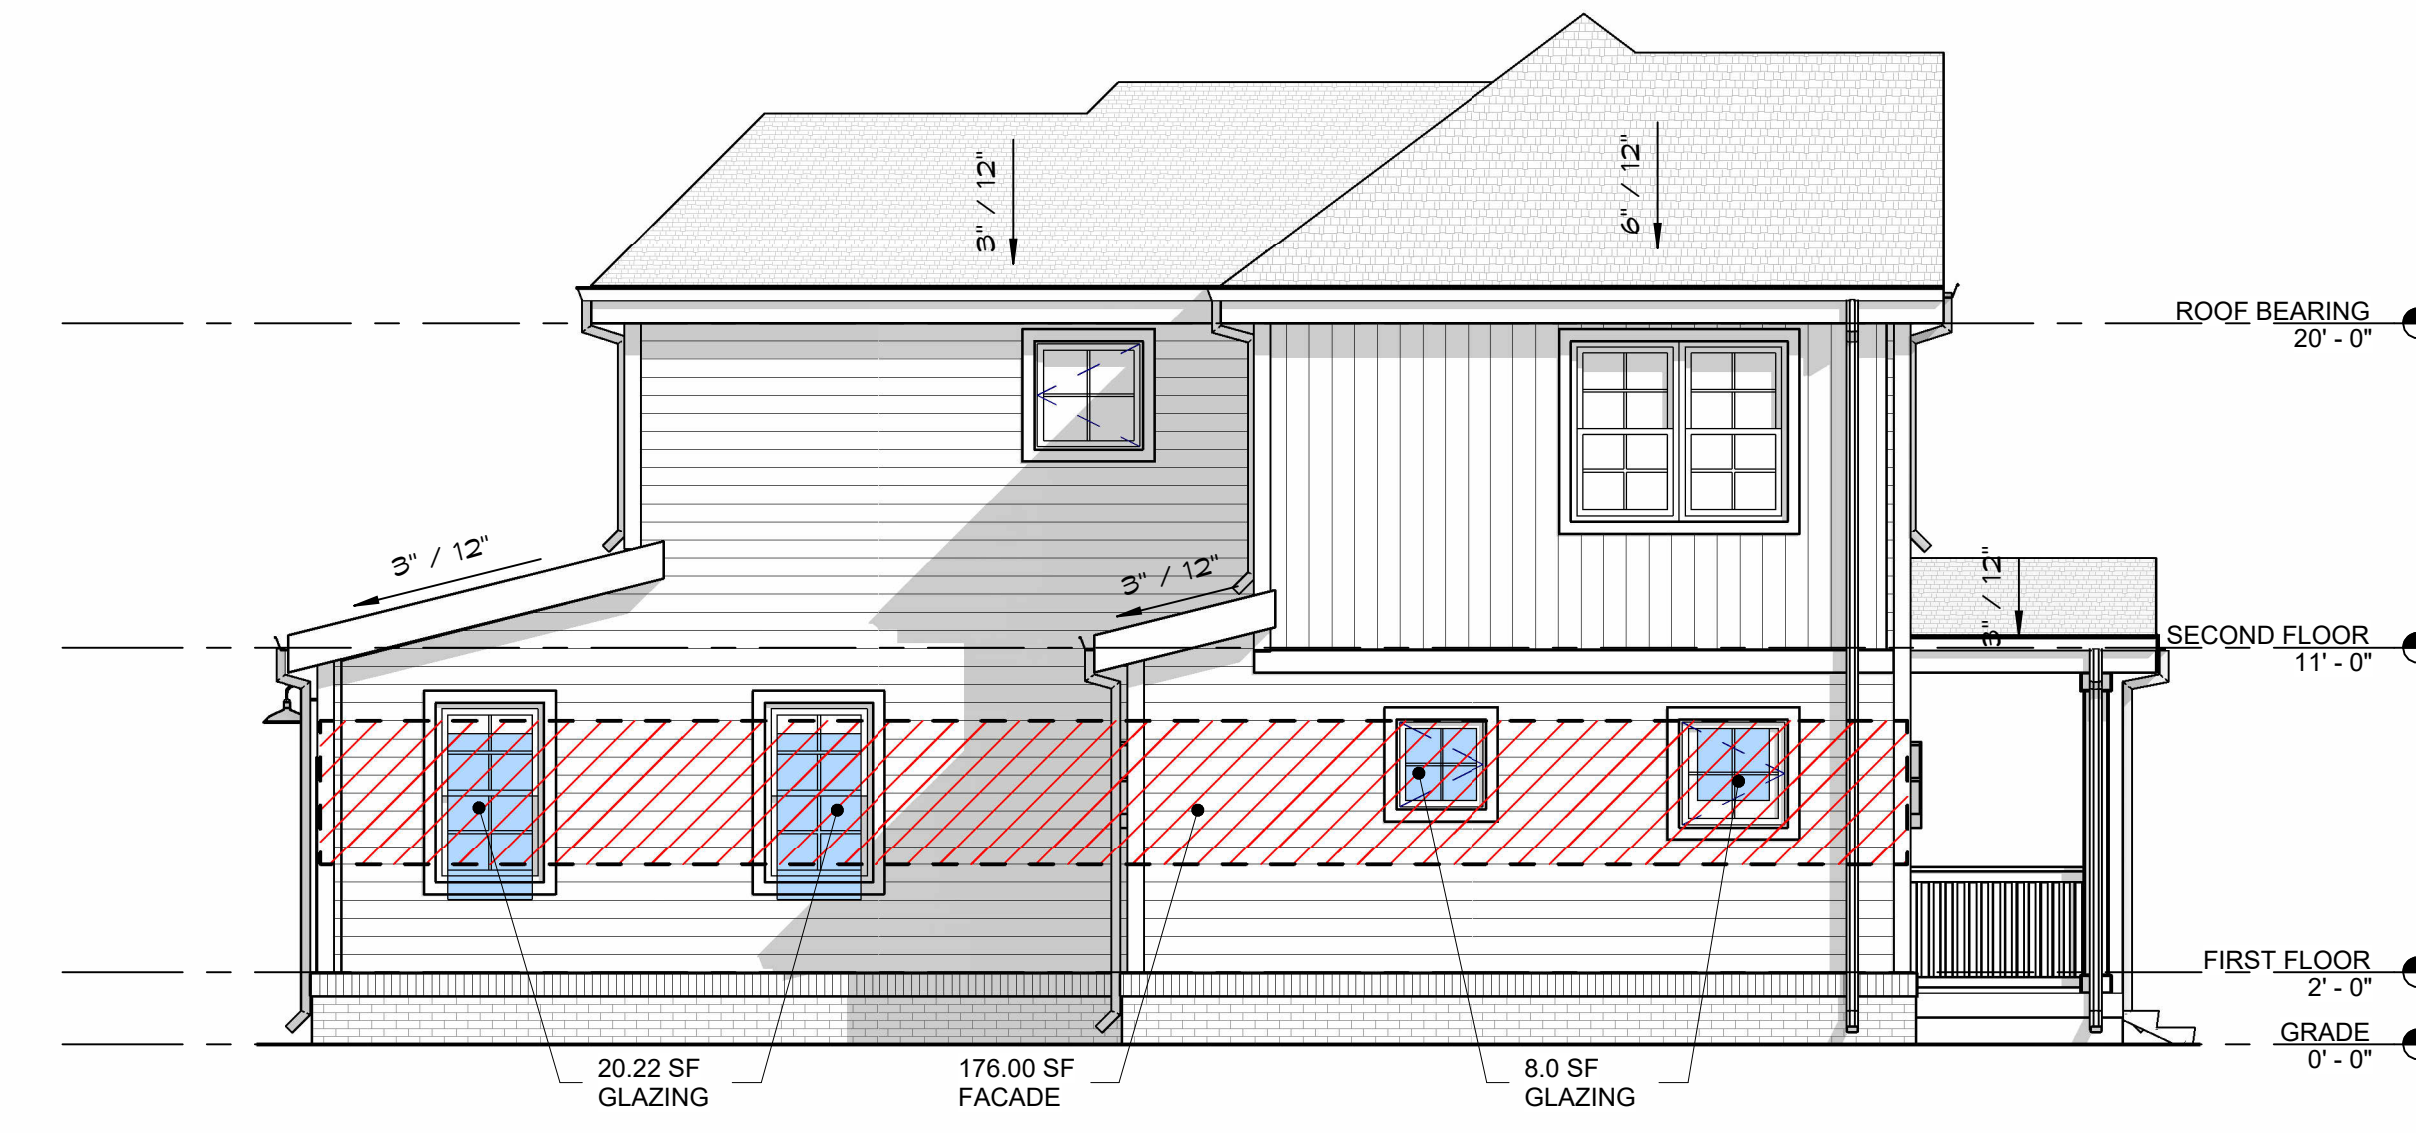 3" / 12"
6" / 12"
ROOF BEARING
20' - 0"
3" / 12"
3" / 12"
3" / 12"
SECOND FLOOR
11' - 0"
FIRST FLOOR
2' - 0"
GRADE
0' - 0"
20.22 SF
GLAZING
176.00 SF
FACADE
8.0 SF
GLAZING